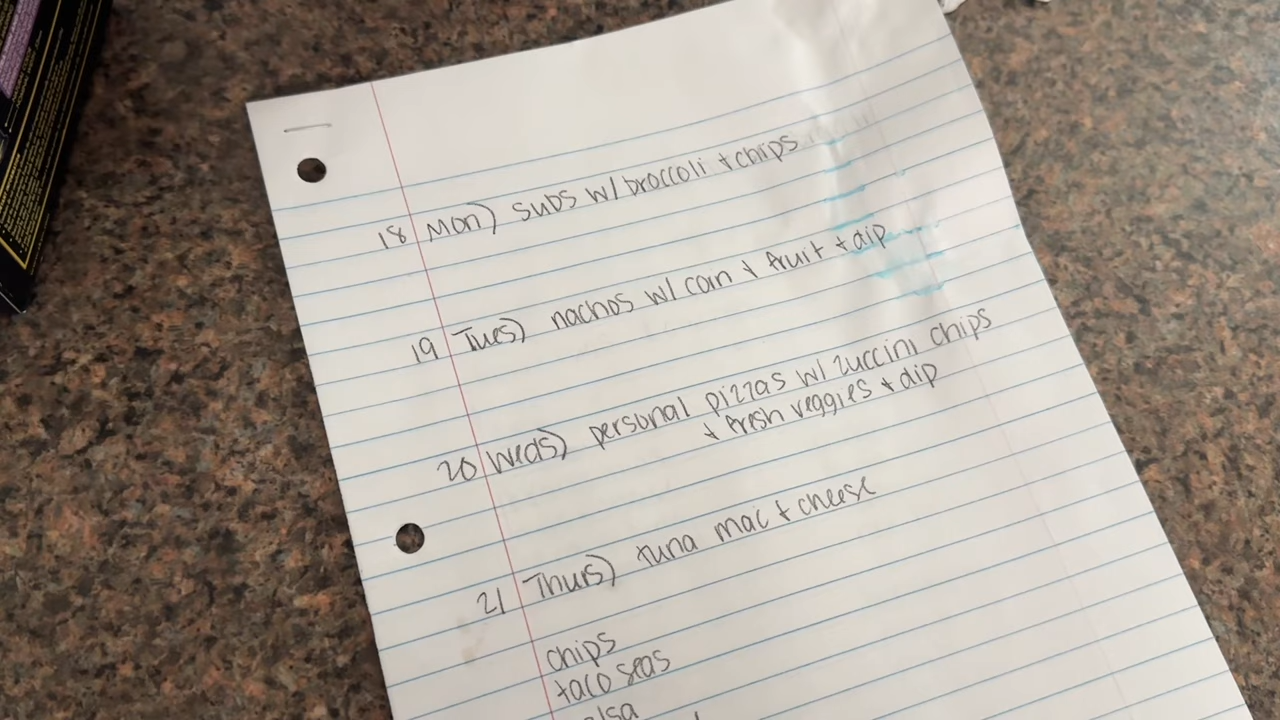 18 Mon) subs w/ broccoli + chips
19 Tues) nachos w/ corn + fruit + dip
20 Weds) personal pizzas w/ zuccini chips
+ fresh veggies + dip
21 Thurs) tuna mac + cheese
chips
taco seas